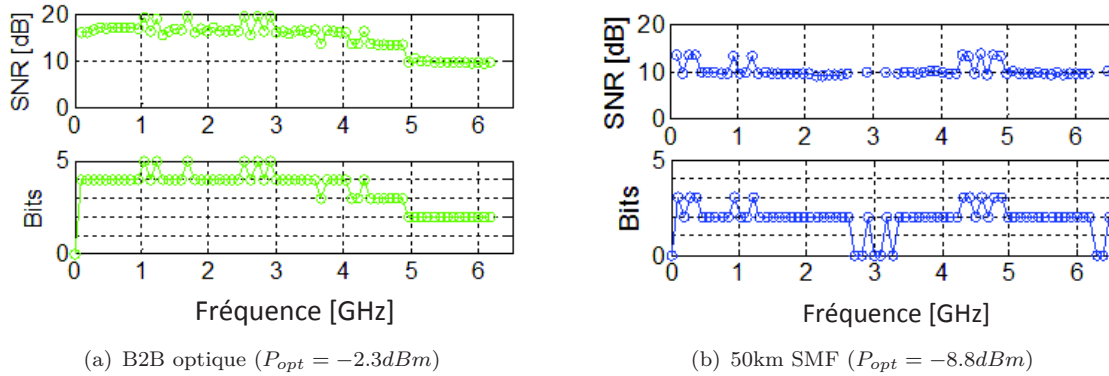 SNR [dB]
20
10
0
0 1 2 3 4 5 6
Bits
5
0
0 1 2 3 4 5 6
Fréquence [GHz]
(a) B2B optique (P_opt = −2.3dBm)
SNR [dB]
20
10
0
0 1 2 3 4 5 6
Bits
5
0
0 1 2 3 4 5 6
Fréquence [GHz]
(b) 50km SMF (P_opt = −8.8dBm)